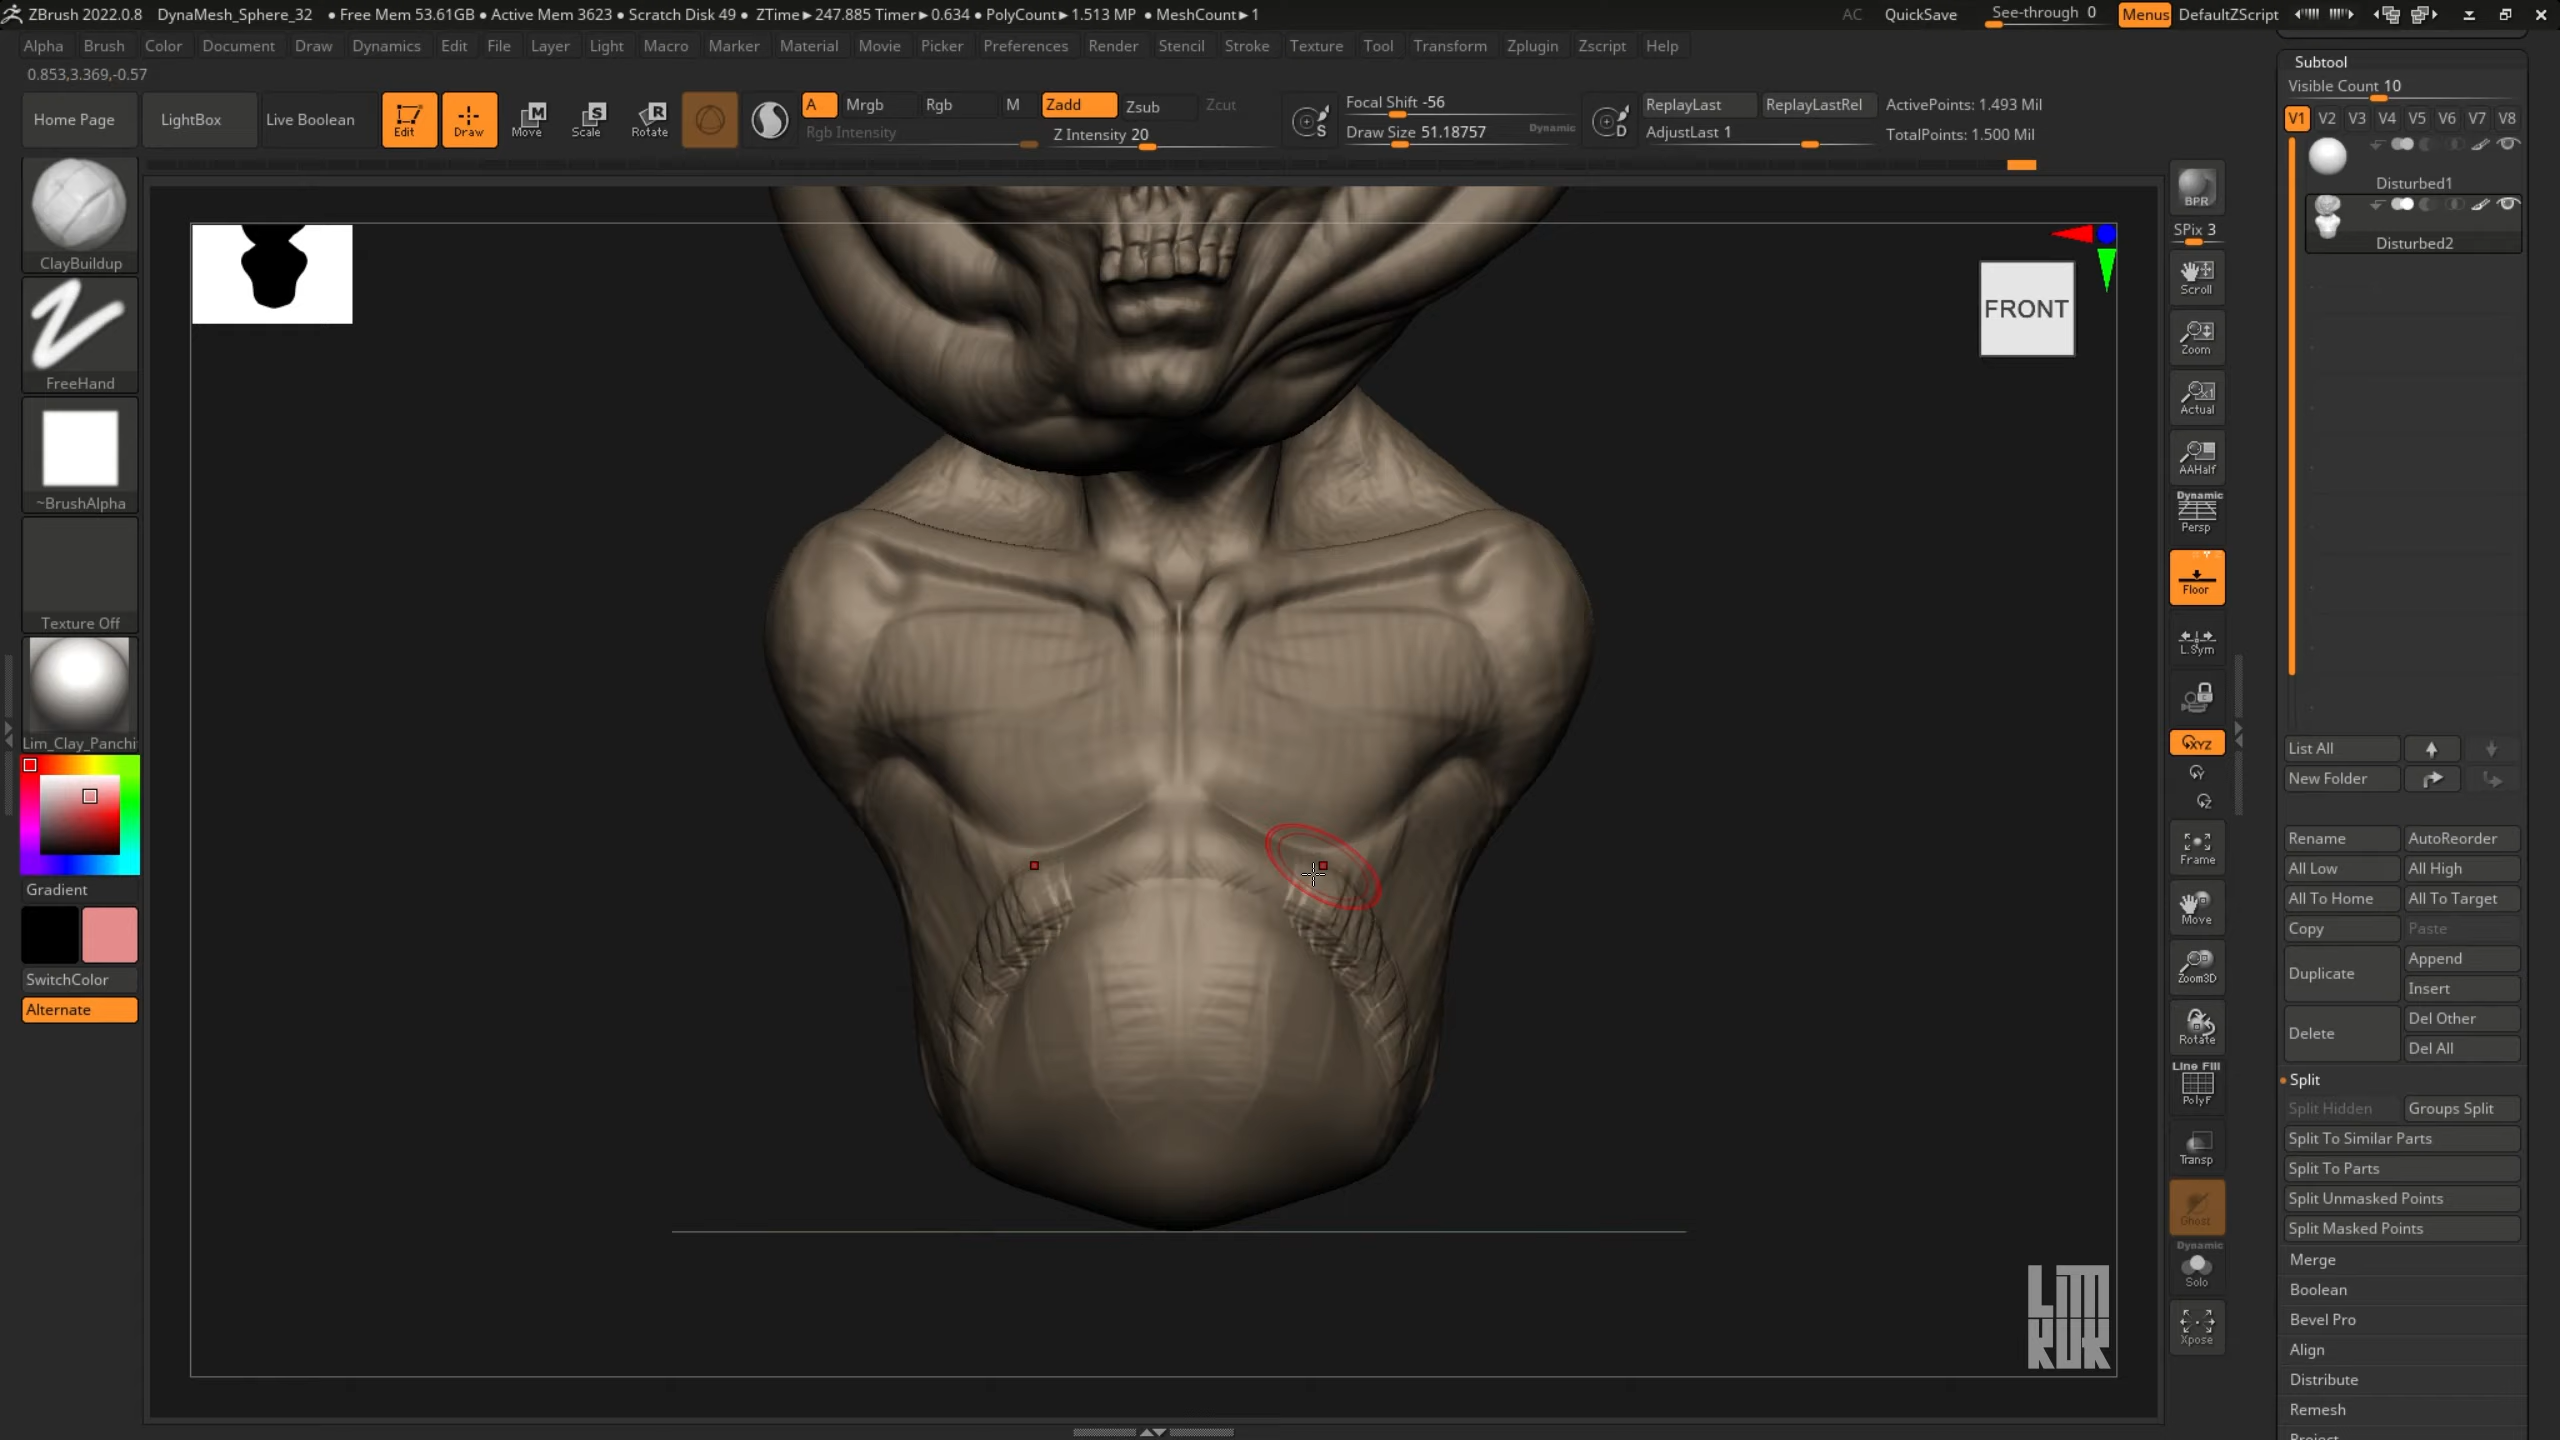 ZBrush 2022.0.8 DynaMesh_Sphere_32 • Free Mem 53.61GB • Active Mem 3623 • Scratch Disk 49 • ZTime►247.885 Timer►0.634 • PolyCount►1.513 MP • MeshCount►1 AC QuickSave See-through 0 Menus DefaultZScript
Alpha Brush Color Document Draw Dynamics Edit File Layer Light Macro Marker Material Movie Picker Preferences Render Stencil Stroke Texture Tool Transform Zplugin Zscript Help
0.853,3.369,-0.57
Home Page LightBox Live Boolean Edit Draw Move Scale Rotate
A Mrgb Rgb M Zadd Zsub Zcut
Rgb Intensity Z Intensity 20
Focal Shift -56
Draw Size 51.18757 Dynamic
ReplayLast ReplayLastRel ActivePoints: 1.493 Mil
AdjustLast 1 TotalPoints: 1.500 Mil
ClayBuildup
FreeHand
~BrushAlpha
Texture Off
Lim_Clay_Panchi
Gradient
SwitchColor
Alternate
FRONT
LIM
KUK
BPR
SPix 3
Scroll
Zoom
Actual
AAHalf
Dynamic
Persp
Floor
L.Sym
XYZ
Y
Z
Frame
Move
Zoom3D
Rotate
Line Fill
PolyF
Transp
Ghost
Dynamic
Solo
Xpose
Subtool
Visible Count 10
V1 V2 V3 V4 V5 V6 V7 V8
Disturbed1
Disturbed2
List All
New Folder
Rename AutoReorder
All Low All High
All To Home All To Target
Copy Paste
Duplicate Append
Insert
Delete Del Other
Del All
Split
Split Hidden Groups Split
Split To Similar Parts
Split To Parts
Split Unmasked Points
Split Masked Points
Merge
Boolean
Bevel Pro
Align
Distribute
Remesh